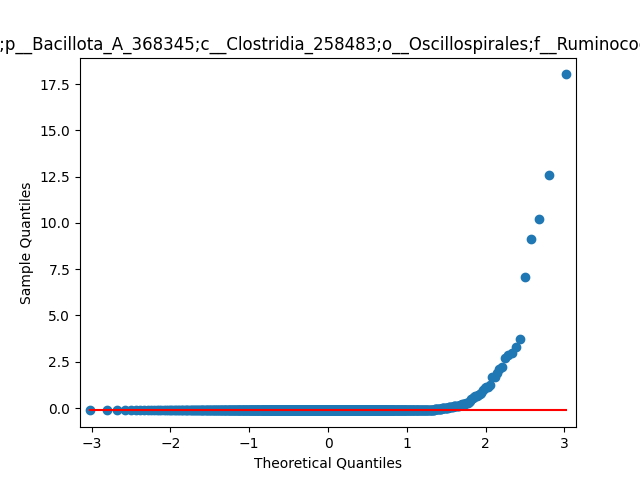 ;p__Bacillota_A_368345;c__Clostridia_258483;o__Oscillospirales;f__Ruminoco
17.5
15.0
12.5
10.0
7.5
5.0
2.5
0.0
Sample Quantiles
−3 −2 −1 0 1 2 3
Theoretical Quantiles